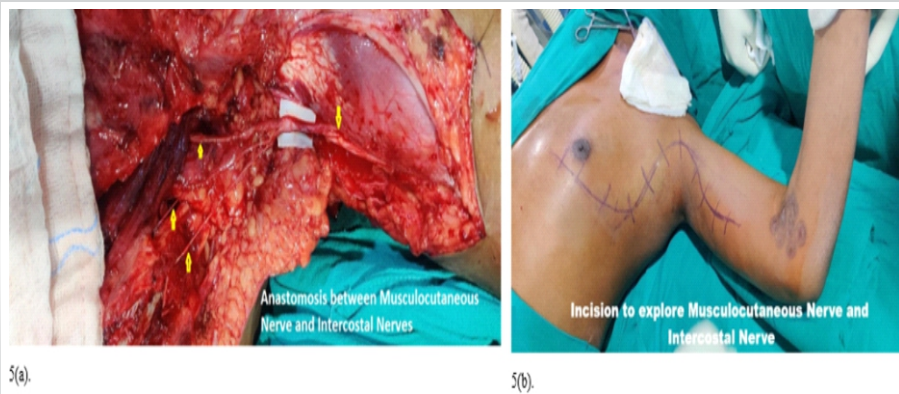 Anastomosis between Musculocutaneous
Nerve and Intercostal Nerves
5(a).
Incision to explore Musculocutaneous Nerve and
Intercostal Nerve
5(b).